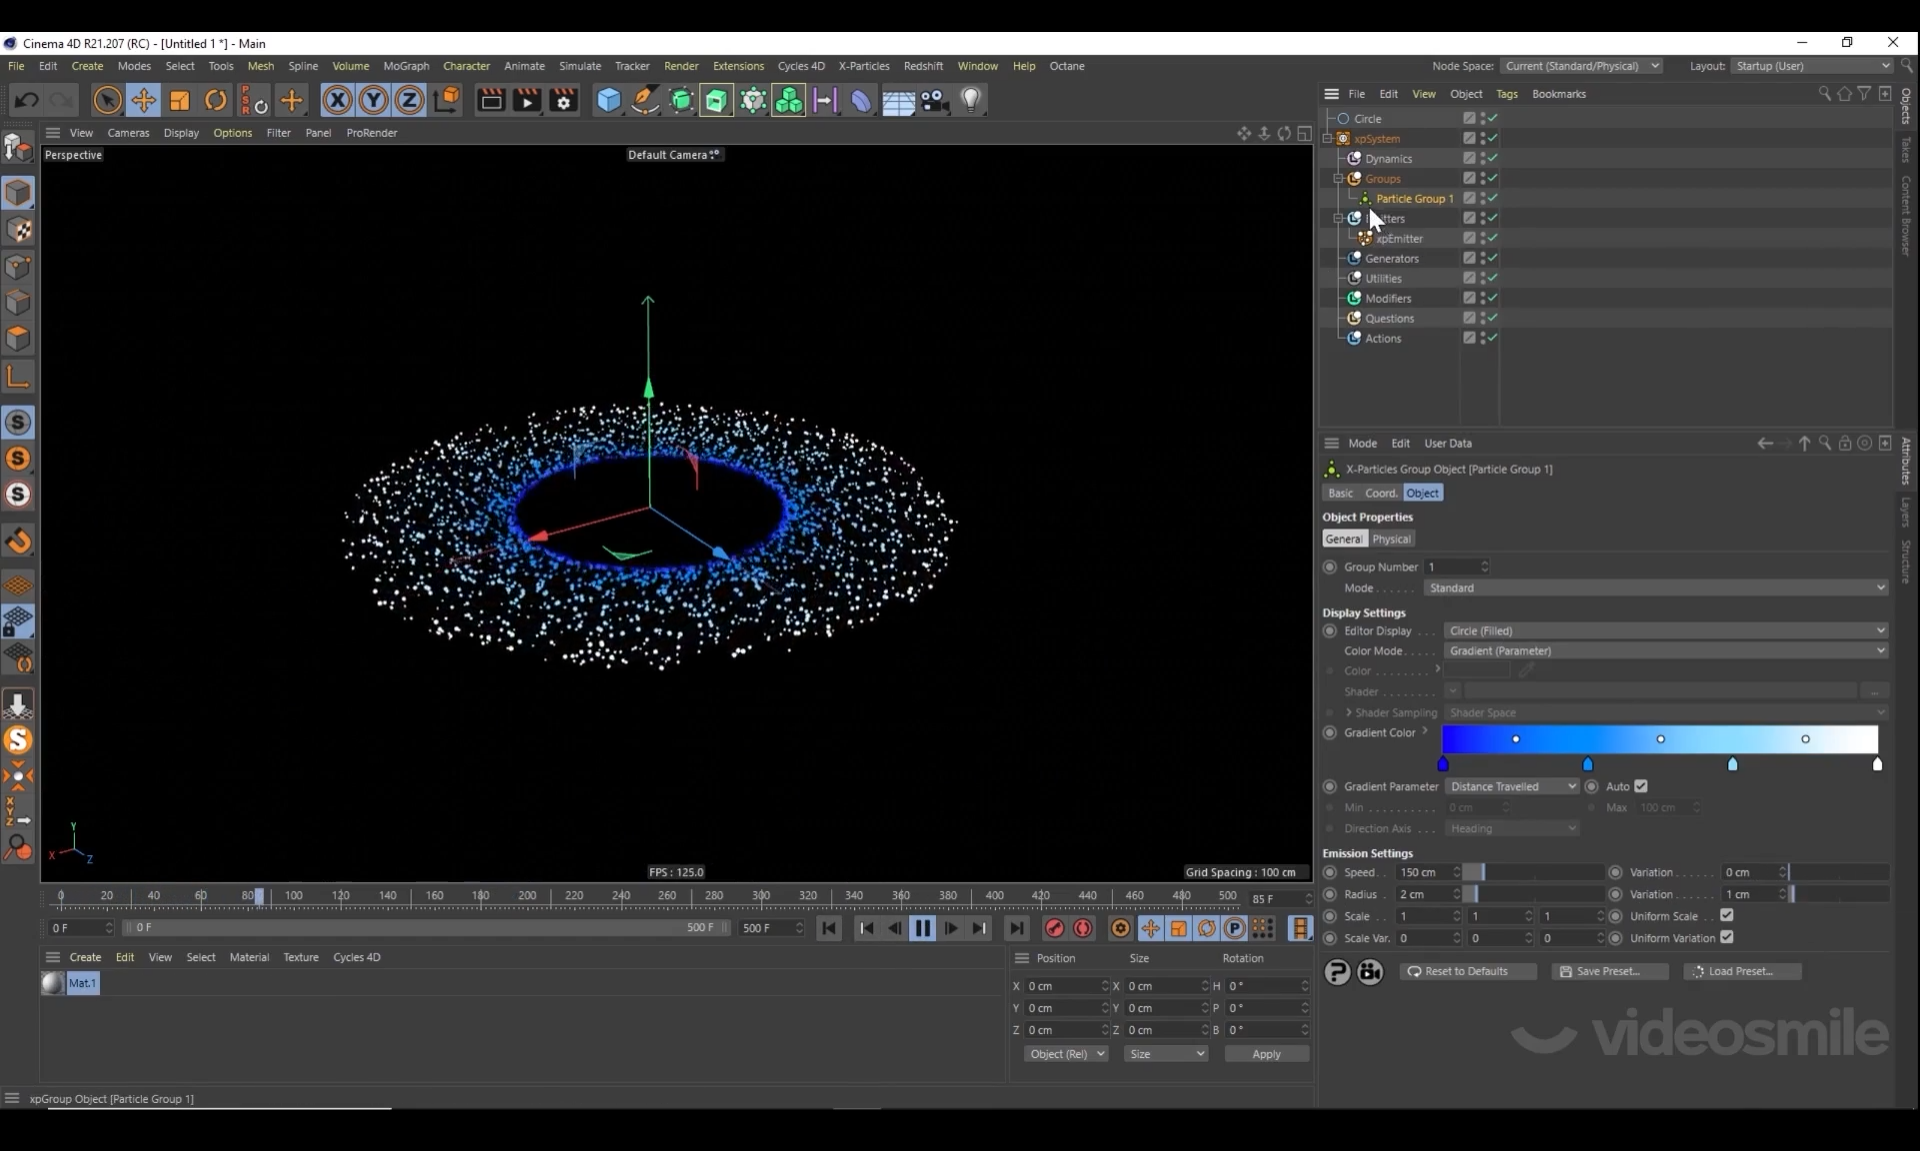 Cinema 4D R21.207 (RC) - [Untitled 1 *] - Main
File Edit Create Modes Select Tools Mesh Spline Volume MoGraph Character Animate Simulate Tracker Render Extensions Cycles 4D X-Particles Redshift Window Help Octane
Node Space: Current (Standard/Physical) Layout: Startup (User)
PSR X Y Z
File Edit View Object Tags Bookmarks
View Cameras Display Options Filter Panel ProRender
Perspective
Default Camera
Circle
xpSystem
Dynamics
Groups
Particle Group 1
xpEmitter
Generators
Utilities
Modifiers
Questions
Actions
Objects
Takes
Content Browser
Attributes
Layers
Structure
Mode Edit User Data
X-Particles Group Object [Particle Group 1]
Basic Coord. Object
Object Properties
General Physical
Group Number 1
Mode . . . . . . Standard
Display Settings
Editor Display . . . Circle (Filled)
Color Mode. . . . . Gradient (Parameter)
Color . . . . . . . .
Shader . . . . . . . ...
Shader Sampling Shader Space
Gradient Color
Gradient Parameter Distance Travelled Auto
Min . . . . . . . . . . 0 cm Max 100 cm
Direction Axis . . . Heading
Emission Settings
Speed . 150 cm Variation. . . . . . 0 cm
Radius . 2 cm Variation. . . . . . 1 cm
Scale . . 1 1 1 Uniform Scale . .
Scale Var. 0 0 0 Uniform Variation
Reset to Defaults Save Preset... Load Preset...
Y
X
Z
FPS : 125.0
Grid Spacing : 100 cm
0 20 40 60 80 100 120 140 160 180 200 220 240 260 280 300 320 340 360 380 400 420 440 460 480 500 85 F
0 F 0 F 500 F 500 F
P
Create Edit View Select Material Texture Cycles 4D
Mat.1
Position Size Rotation
X 0 cm X 0 cm H 0 °
Y 0 cm Y 0 cm P 0 °
Z 0 cm Z 0 cm B 0 °
Object (Rel) Size Apply
videosmile
xpGroup Object [Particle Group 1]